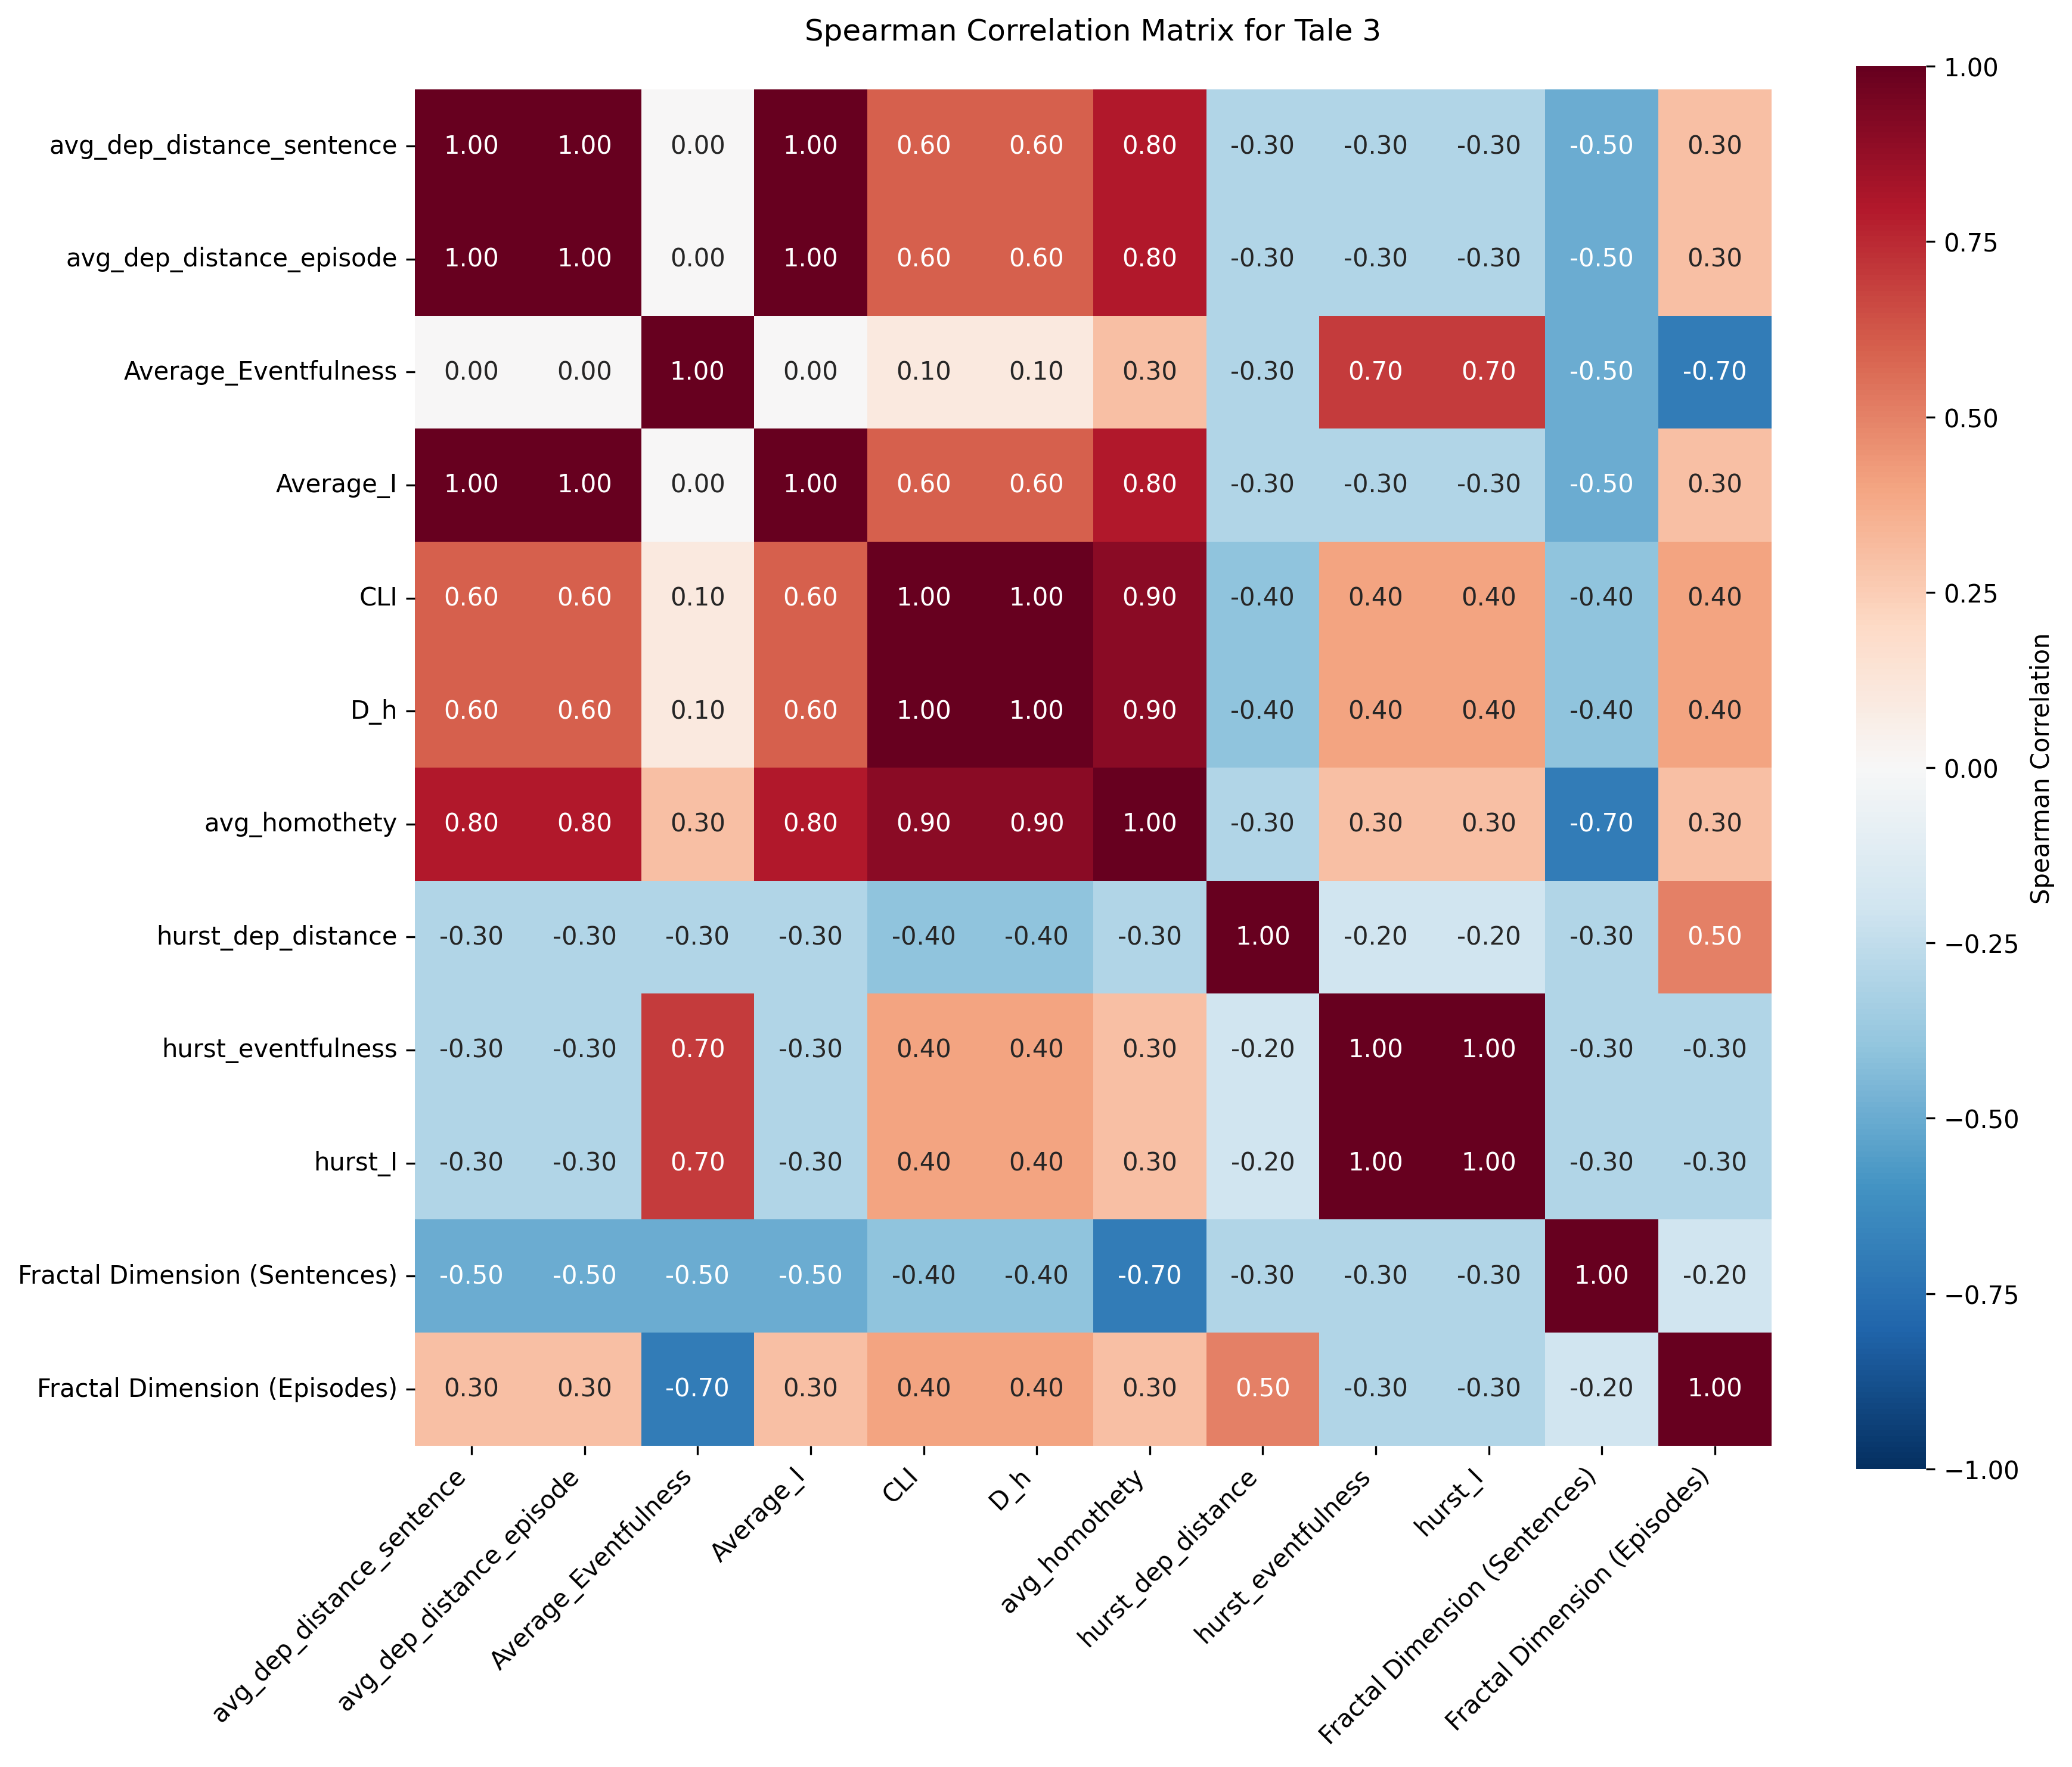 Spearman Correlation Matrix for Tale 3
avg_dep_distance_sentence 1.00 1.00 0.00 1.00 0.60 0.60 0.80 -0.30 -0.30 -0.30 -0.50 0.30
avg_dep_distance_episode 1.00 1.00 0.00 1.00 0.60 0.60 0.80 -0.30 -0.30 -0.30 -0.50 0.30
Average_Eventfulness 0.00 0.00 1.00 0.00 0.10 0.10 0.30 -0.30 0.70 0.70 -0.50 -0.70
Average_I 1.00 1.00 0.00 1.00 0.60 0.60 0.80 -0.30 -0.30 -0.30 -0.50 0.30
CLI 0.60 0.60 0.10 0.60 1.00 1.00 0.90 -0.40 0.40 0.40 -0.40 0.40
D_h 0.60 0.60 0.10 0.60 1.00 1.00 0.90 -0.40 0.40 0.40 -0.40 0.40
avg_homothety 0.80 0.80 0.30 0.80 0.90 0.90 1.00 -0.30 0.30 0.30 -0.70 0.30
hurst_dep_distance -0.30 -0.30 -0.30 -0.30 -0.40 -0.40 -0.30 1.00 -0.20 -0.20 -0.30 0.50
hurst_eventfulness -0.30 -0.30 0.70 -0.30 0.40 0.40 0.30 -0.20 1.00 1.00 -0.30 -0.30
hurst_I -0.30 -0.30 0.70 -0.30 0.40 0.40 0.30 -0.20 1.00 1.00 -0.30 -0.30
Fractal Dimension (Sentences) -0.50 -0.50 -0.50 -0.50 -0.40 -0.40 -0.70 -0.30 -0.30 -0.30 1.00 -0.20
Fractal Dimension (Episodes) 0.30 0.30 -0.70 0.30 0.40 0.40 0.30 0.50 -0.30 -0.30 -0.20 1.00
avg_dep_distance_sentence
avg_dep_distance_episode
Average_Eventfulness
Average_I
CLI
D_h
avg_homothety
hurst_dep_distance
hurst_eventfulness
hurst_I
Fractal Dimension (Sentences)
Fractal Dimension (Episodes)
1.00
0.75
0.50
0.25
0.00
−0.25
−0.50
−0.75
−1.00
Spearman Correlation